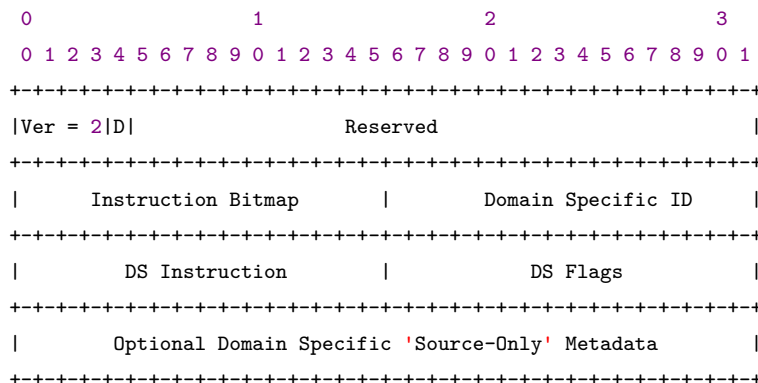 0                   1                   2                   3
 0 1 2 3 4 5 6 7 8 9 0 1 2 3 4 5 6 7 8 9 0 1 2 3 4 5 6 7 8 9 0 1
+-+-+-+-+-+-+-+-+-+-+-+-+-+-+-+-+-+-+-+-+-+-+-+-+-+-+-+-+-+-+-+-+
|Ver = 2|D|                  Reserved                           |
+-+-+-+-+-+-+-+-+-+-+-+-+-+-+-+-+-+-+-+-+-+-+-+-+-+-+-+-+-+-+-+-+
|      Instruction Bitmap       |        Domain Specific ID     |
+-+-+-+-+-+-+-+-+-+-+-+-+-+-+-+-+-+-+-+-+-+-+-+-+-+-+-+-+-+-+-+-+
|         DS Instruction        |            DS Flags           |
+-+-+-+-+-+-+-+-+-+-+-+-+-+-+-+-+-+-+-+-+-+-+-+-+-+-+-+-+-+-+-+-+
|        Optional Domain Specific 'Source-Only' Metadata        |
+-+-+-+-+-+-+-+-+-+-+-+-+-+-+-+-+-+-+-+-+-+-+-+-+-+-+-+-+-+-+-+-+